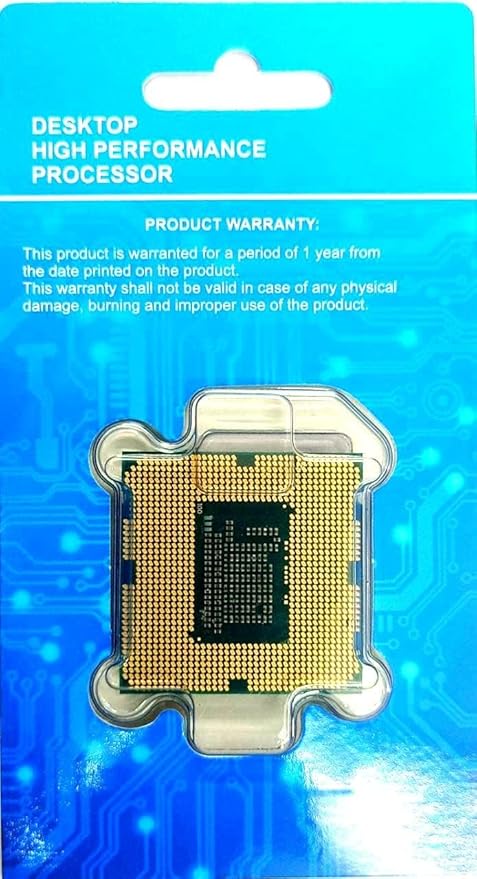 DESKTOP
HIGH PERFORMANCE
PROCESSOR
PRODUCT WARRANTY:
This product is warranted for a period of 1 year from
the date printed on the product.
This warranty shall not be valid in case of any physical
damage, burning and improper use of the product.